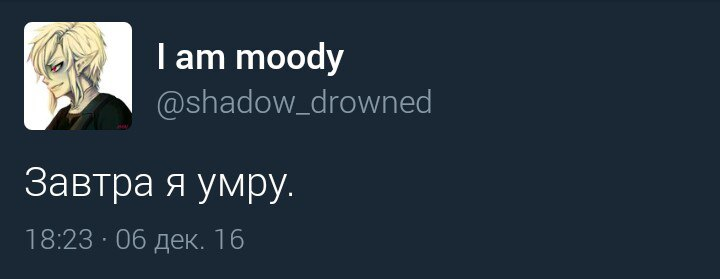 I am moody
@shadow_drowned
Завтра я умру.
18:23 · 06 дек. 16